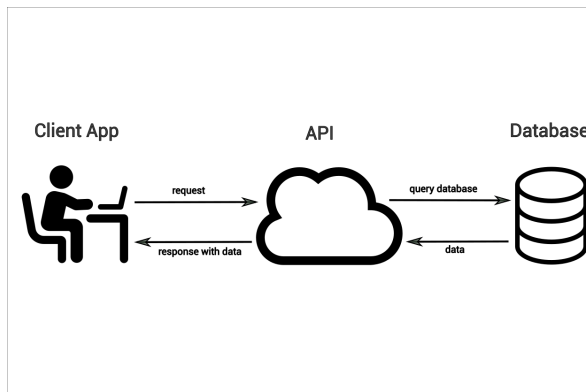 Client App
API
Database
request
query database
response with data
data